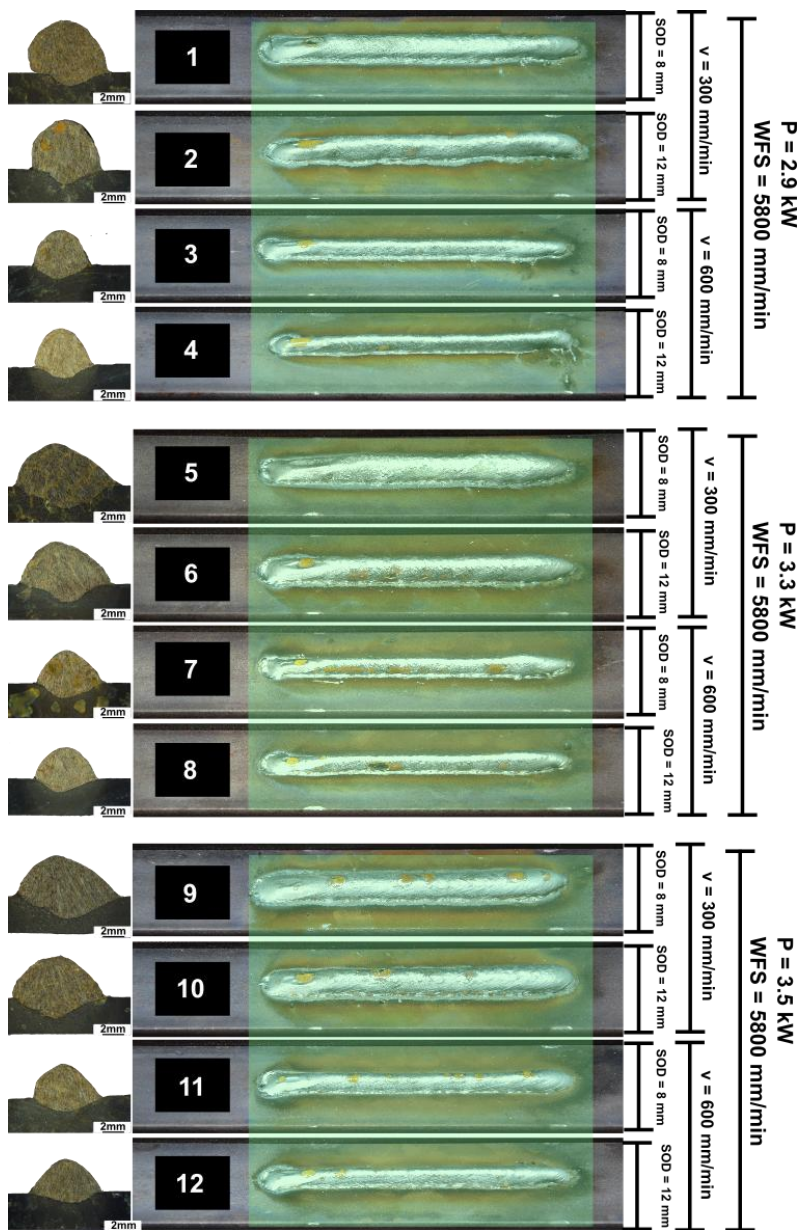 1
SOD = 8 mm
2mm
2
SOD = 12 mm
2mm
v = 300 mm/min
3
SOD = 8 mm
2mm
4
SOD = 12 mm
2mm
v = 600 mm/min
P = 2.9 kW
WFS = 5800 mm/min
5
SOD = 8 mm
2mm
6
SOD = 12 mm
2mm
v = 300 mm/min
7
SOD = 8 mm
2mm
8
SOD = 12 mm
2mm
v = 600 mm/min
P = 3.3 kW
WFS = 5800 mm/min
9
SOD = 8 mm
2mm
10
SOD = 12 mm
2mm
v = 300 mm/min
11
SOD = 8 mm
2mm
12
SOD = 12 mm
2mm
v = 600 mm/min
P = 3.5 kW
WFS = 5800 mm/min